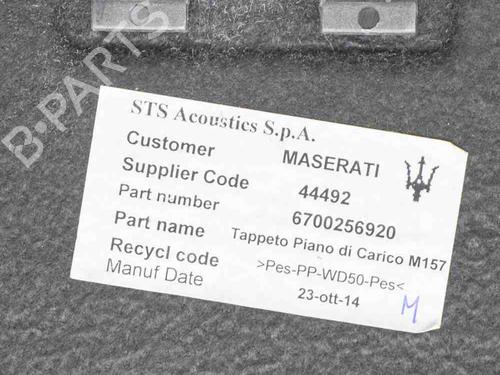 B-PARTS
STS Acoustics S.p.A.
Customer MASERATI
Supplier Code 44492
Part number 6700256920
Part name Tappeto Piano di Carico M157
Recycl code >Pes-PP-WD50-Pes<
Manuf Date 23-ott-14
M